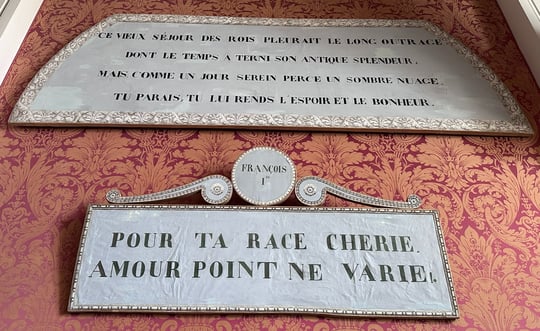 CE VIEUX SÉJOUR DES ROIS PLEURAIT LE LONG OUTRAGE
DONT LE TEMPS A TERNI SON ANTIQUE SPLENDEUR.
MAIS COMME UN JOUR SEREIN PERCE UN SOMBRE NUAGE,
TU PARAIS, TU LUI RENDS L'ESPOIR ET LE BONHEUR.
FRANÇOIS
Ier
POUR TA RACE CHERIE.
AMOUR POINT NE VARIE.